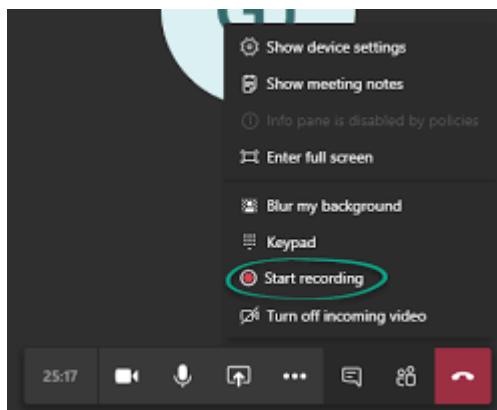 Show device settings
Show meeting notes
Info pane is disabled by policies
Enter full screen
Blur my background
Keypad
Start recording
Turn off incoming video
25:17